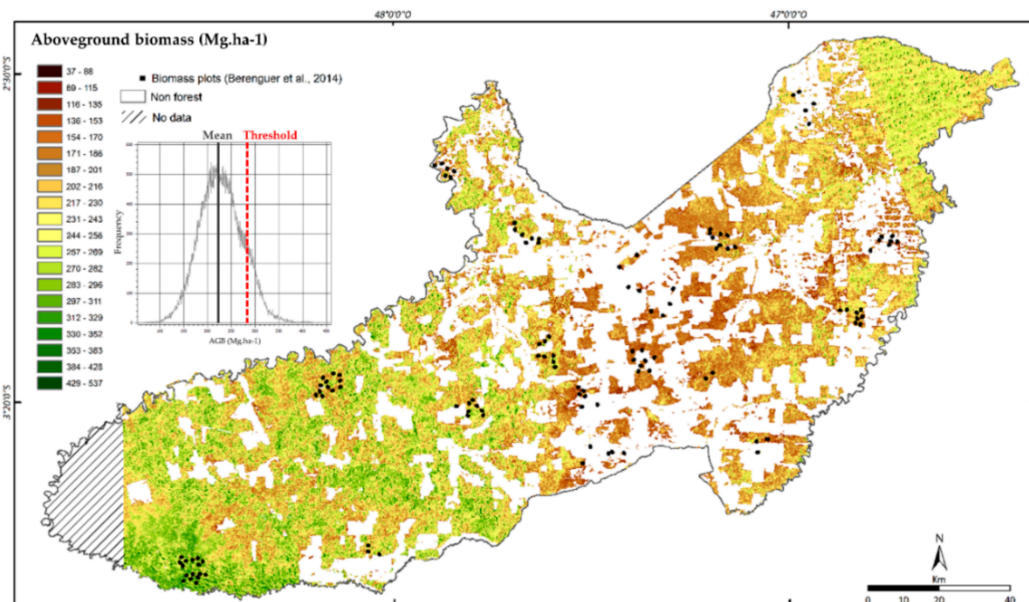 48°0'0"O 47°0'0"O
Aboveground biomass (Mg.ha-1)
2°30'0"S
37 - 88
89 - 115
116 - 135
136 - 153
154 - 170
171 - 186
187 - 201
202 - 216
217 - 230
231 - 243
244 - 256
257 - 269
270 - 282
283 - 296
297 - 311
312 - 329
330 - 352
353 - 383
384 - 428
429 - 537
Biomass plots (Berenguer et al., 2014)
Non forest
No data
Mean Threshold
Frequency
AGB (Mg.ha-1)
3°20'0"S
N
Km
0 10 20 40